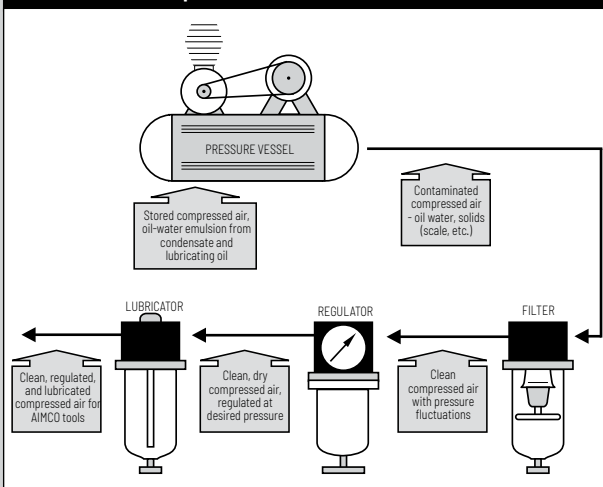 PRESSURE VESSEL
Stored compressed air,
oil-water emulsion from
condensate and
lubricating oil
Contaminated
compressed air
- oil water, solids
(scale, etc.)
LUBRICATOR
REGULATOR
FILTER
Clean, regulated,
and lubricated
compressed air for
AIMCO tools
Clean, dry
compressed air,
regulated at
desired pressure
Clean
compressed air
with pressure
fluctuations